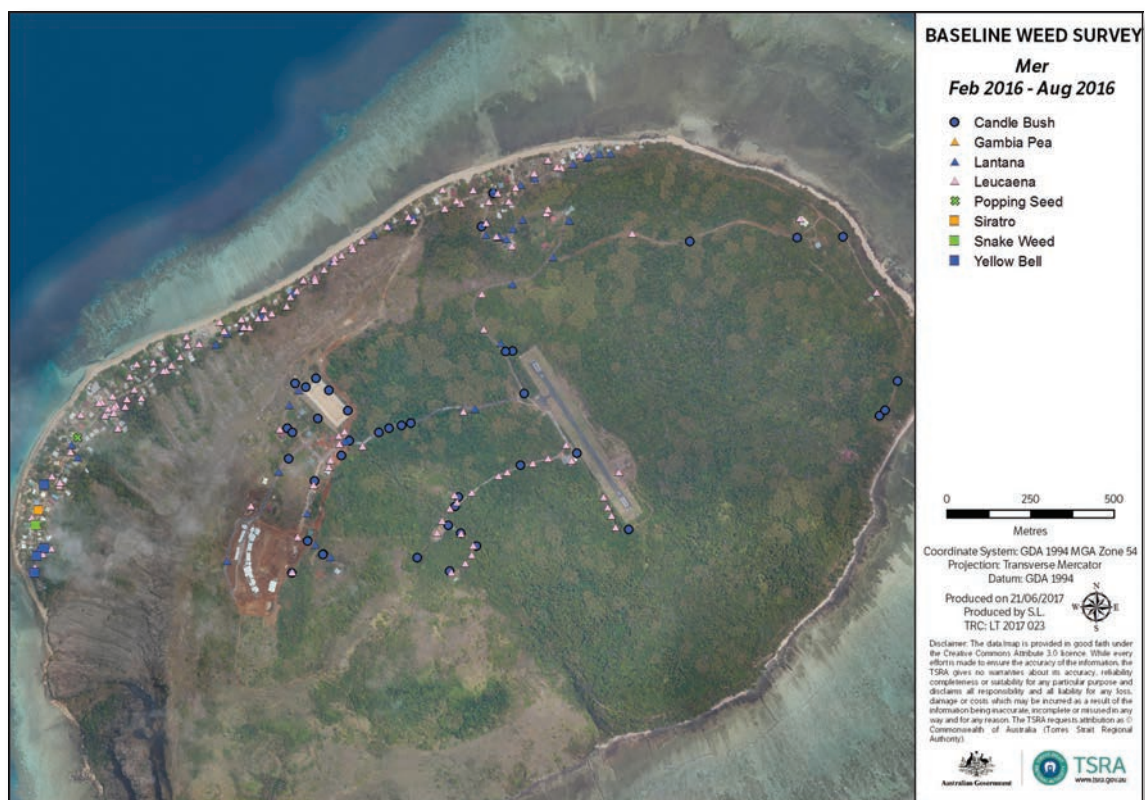 BASELINE WEED SURVEY
Mer
Feb 2016 - Aug 2016
Candle Bush
Gambia Pea
Lantana
Leucaena
Popping Seed
Siratro
Snake Weed
Yellow Bell
0 250 500
Metres
Coordinate System: GDA 1994 MGA Zone 54
Projection: Transverse Mercator
Datum: GDA 1994
Produced on 21/06/2017
Produced by S.L.
TRC: LT 2017 023
N
W E
S
Disclaimer: The data/map is provided in good faith under
the Creative Commons Attribute 3.0 licence. While every
effort is made to ensure the accuracy of the information, the
TSRA gives no warranties about its accuracy, reliability
completeness or suitability for any particular purpose and
disclaims all responsibility and all liability for any loss,
damage or costs which may be incurred as a result of the
information being inaccurate, incomplete or misused in any
way and for any reason. The TSRA requests attribution as ©
Commonwealth of Australia (Torres Strait Regional
Authority).
Australian Government
TSRA
www.tsra.gov.au